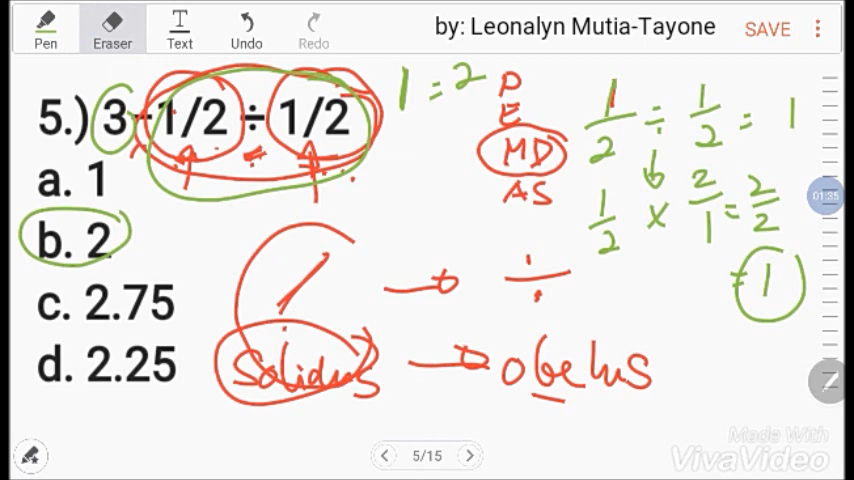 by: Leonalyn Mutia-Tayone
SAVE
Pen
Eraser
Text
Undo
Redo
5.) 3-1/2 ÷ 1/2
1 = 2
P
E
MD
AS
1/2 ÷ 1/2 = 1
1/2 x 2/1 = 2/2
= 1
a. 1
b. 2
c. 2.75
d. 2.25
/ → ÷
Solidus → obelus
01:35
5/15
Made With
VivaVideo